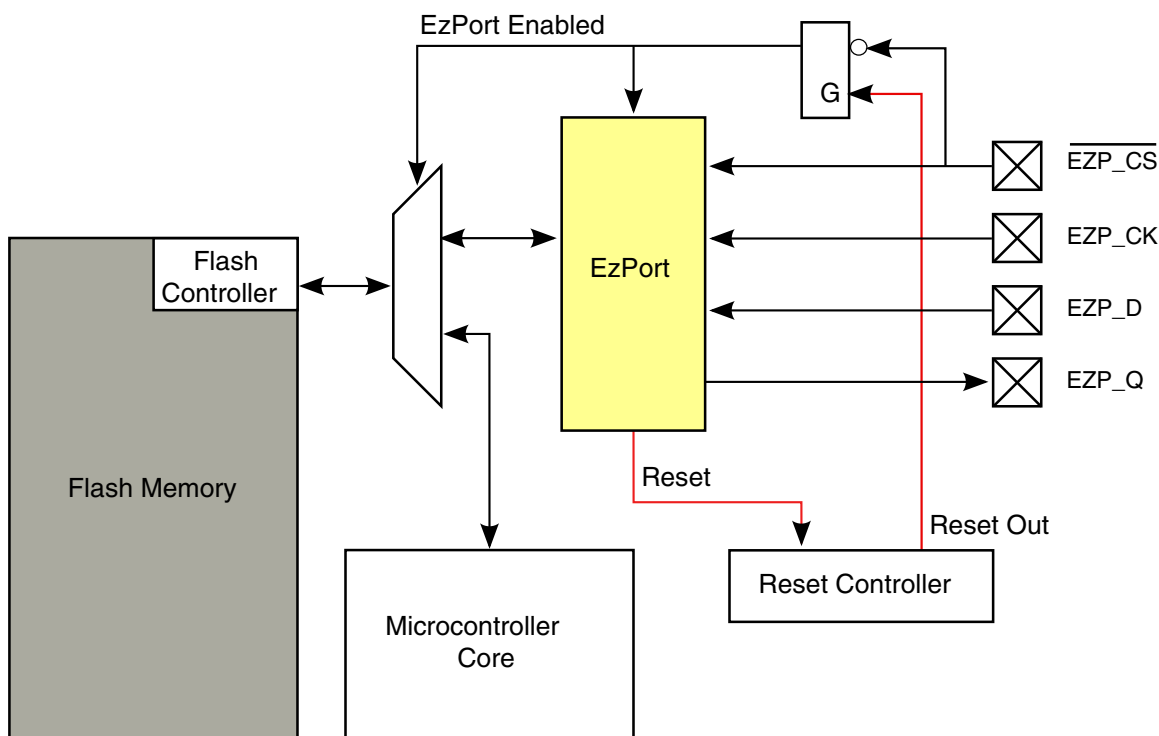 EzPort Enabled
G
EZP_CS
EZP_CK
EZP_D
EZP_Q
Flash
Controller
EzPort
Flash Memory
Reset
Reset Out
Reset Controller
Microcontroller
Core